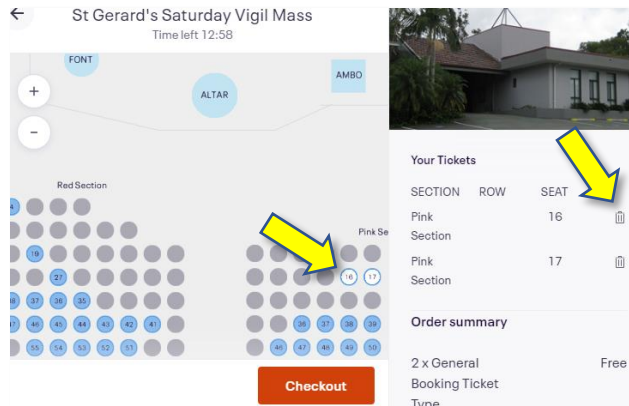 St Gerard's Saturday Vigil Mass
Time left 12:58
FONT
AMBO
ALTAR
+
−
Red Section
Pink Se
19
16 17
27
37 36 35
46 45 44 43 42 41
36 37 38 39
55 54 53 52 51
46 47 48 49 50
Checkout
Your Tickets
SECTION ROW SEAT
Pink 16
Section
Pink 17
Section
Order summary
2 x General Free
Booking Ticket
Type